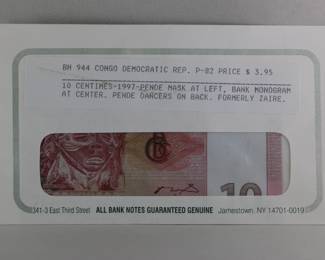 BH 944 CONGO DEMOCRATIC REP. P-82 PRICE $ 3.95
10 CENTIMES-1997-PENDE MASK AT LEFT, BANK MONOGRAM
AT CENTER. PENDE DANCERS ON BACK. FORMERLY ZAIRE.
10
341-3 East Third Street ALL BANK NOTES GUARANTEED GENUINE Jamestown, NY 14701-0019